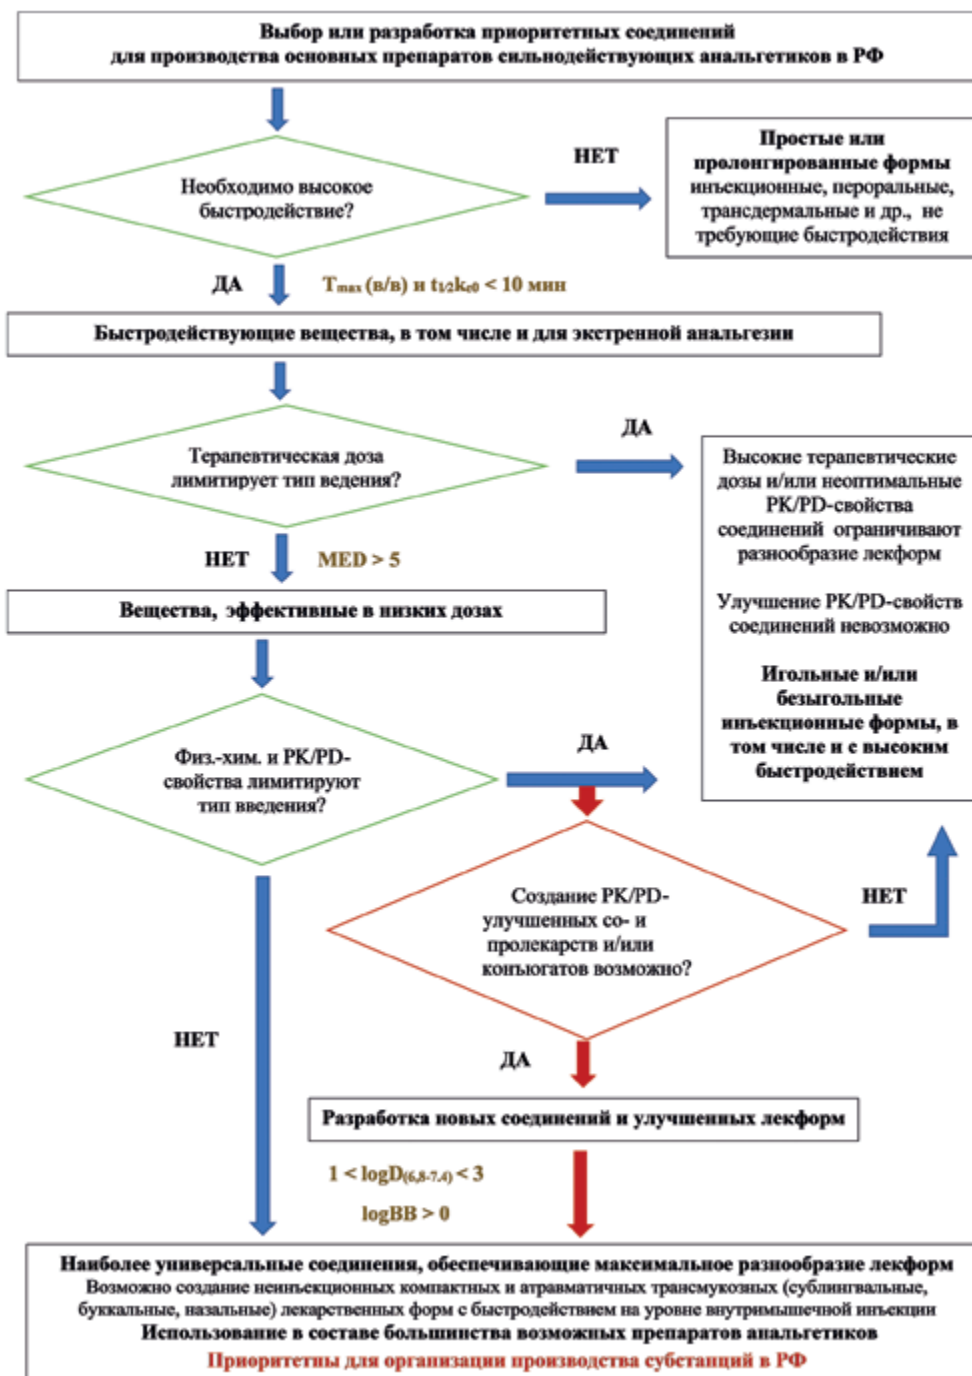 Выбор или разработка приоритетных соединений
для производства основных препаратов сильнодействующих анальгетиков в РФ
Необходимо высокое
быстродействие?
НЕТ
Простые или
пролонгированные формы
инъекционные, пероральные,
трансдермальные и др., не
требующие быстродействия
ДА
Tmax (в/в) и t1/2ke0 < 10 мин
Быстродействующие вещества, в том числе и для экстренной анальгезии
Терапевтическая доза
лимитирует тип ведения?
ДА
Высокие терапевтические
дозы и/или неоптимальные
PK/PD-свойства
соединений ограничивают
разнообразие лекформ
Улучшение PK/PD-свойств
соединений невозможно
Игольные и/или
безыгольные
инъекционные формы, в
том числе и с высоким
быстродействием
НЕТ
MED > 5
Вещества, эффективные в низких дозах
Физ.-хим. и PK/PD-
свойства лимитируют
тип введения?
ДА
Создание PK/PD-
улучшенных со- и
пролекарств и/или
конъюгатов возможно?
НЕТ
НЕТ
ДА
Разработка новых соединений и улучшенных лекформ
1 < logD(6,8-7.4) < 3
logBB > 0
Наиболее универсальные соединения, обеспечивающие максимальное разнообразие лекформ
Возможно создание неинъекционных компактных и атравматичных трансмукозных (сублингвальные,
буккальные, назальные) лекарственных форм с быстродействием на уровне внутримышечной инъекции
Использование в составе большинства возможных препаратов анальгетиков
Приоритетны для организации производства субстанций в РФ